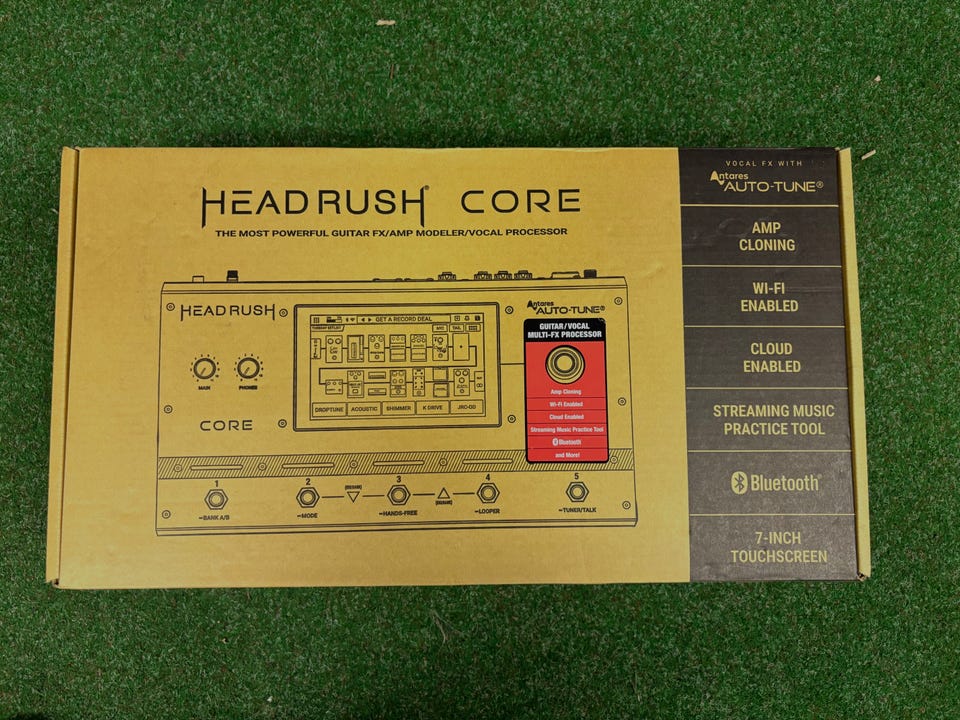 HEADRUSH® CORE
THE MOST POWERFUL GUITAR FX/AMP MODELER/VOCAL PROCESSOR
HEADRUSH
MAIN
PHONES
CORE
GET A RECORD DEAL
DROPTUNE
ACOUSTIC
SHIMMER
K DRIVE
JRO-DD
Antares
AUTO-TUNE®
GUITAR/VOCAL
MULTI-FX PROCESSOR
Amp Cloning
Wi-Fi Enabled
Cloud Enabled
Streaming Music Practice Tool
Bluetooth
and More!
1
2
3
4
5
BANK A/B
MODE
HANDS-FREE
LOOPER
TUNER/TALK
VOCAL FX WITH
Antares
AUTO-TUNE®
AMP
CLONING
WI-FI
ENABLED
CLOUD
ENABLED
STREAMING MUSIC
PRACTICE TOOL
Bluetooth®
7-INCH
TOUCHSCREEN